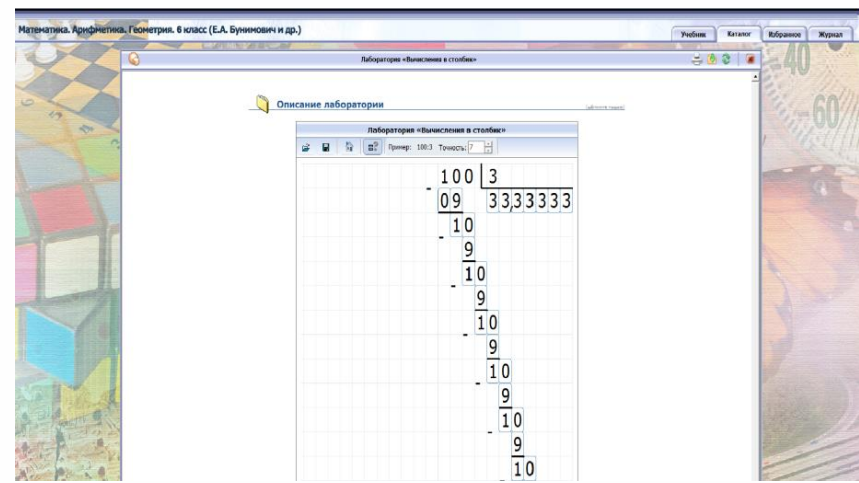 Математика. Арифметика. Геометрия. 6 класс (Е.А. Бунимович и др.)
Учебник Каталог Избранное Журнал
Лаборатория «Вычисления в столбик»
Описание лаборатории
Лаборатория «Вычисления в столбик»
Пример: 100:3 Точность: 7
100 3
- 09 33,33333
10
- 9
10
- 9
10
- 9
10
- 9
10
- 9
10
40
60